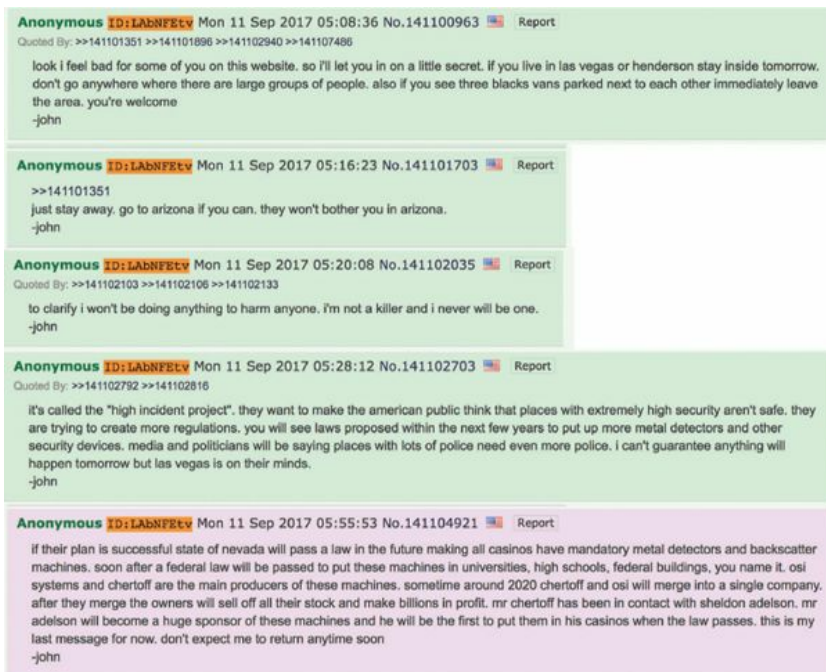 Anonymous ID:LAbNFEtv Mon 11 Sep 2017 05:08:36 No.141100963 Report
Quoted By: >>141101351 >>141101896 >>141102940 >>141107486
look i feel bad for some of you on this website. so i'll let you in on a little secret. if you live in las vegas or henderson stay inside tomorrow.
don't go anywhere where there are large groups of people. also if you see three blacks vans parked next to each other immediately leave
the area. you're welcome
-john
Anonymous ID:LAbNFEtv Mon 11 Sep 2017 05:16:23 No.141101703 Report
>>141101351
just stay away. go to arizona if you can. they won't bother you in arizona.
-john
Anonymous ID:LAbNFEtv Mon 11 Sep 2017 05:20:08 No.141102035 Report
Quoted By: >>141102103 >>141102106 >>141102133
to clarify i won't be doing anything to harm anyone. i'm not a killer and i never will be one.
-john
Anonymous ID:LAbNFEtv Mon 11 Sep 2017 05:28:12 No.141102703 Report
Quoted By: >>141102792 >>141102816
it's called the "high incident project". they want to make the american public think that places with extremely high security aren't safe. they
are trying to create more regulations. you will see laws proposed within the next few years to put up more metal detectors and other
security devices. media and politicians will be saying places with lots of police need even more police. i can't guarantee anything will
happen tomorrow but las vegas is on their minds.
-john
Anonymous ID:LAbNFEtv Mon 11 Sep 2017 05:55:53 No.141104921 Report
if their plan is successful state of nevada will pass a law in the future making all casinos have mandatory metal detectors and backscatter
machines. soon after a federal law will be passed to put these machines in universities, high schools, federal buildings, you name it. osi
systems and chertoff are the main producers of these machines. sometime around 2020 chertoff and osi will merge into a single company.
after they merge the owners will sell off all their stock and make billions in profit. mr chertoff has been in contact with sheldon adelson. mr
adelson will become a huge sponsor of these machines and he will be the first to put them in his casinos when the law passes. this is my
last message for now. don't expect me to return anytime soon
-john